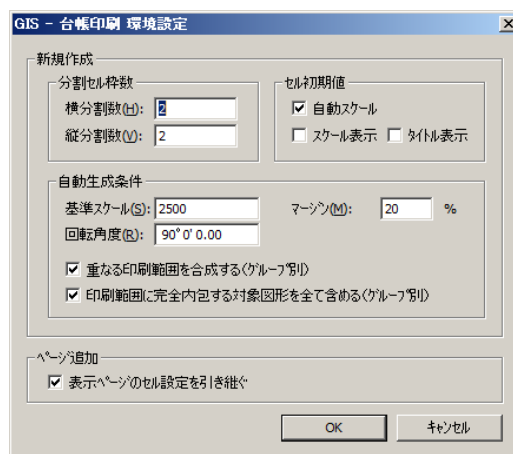 GIS - 台帳印刷 環境設定
新規作成
分割ｾﾙ枠数
横分割数(H): 2
縦分割数(V): 2
ｾﾙ初期値
自動ｽｹｰﾙ
ｽｹｰﾙ表示 ﾀｲﾄﾙ表示
自動生成条件
基準ｽｹｰﾙ(S): 2500
ﾏｰｼﾞﾝ(M): 20 %
回転角度(R): 90° 0' 0.00
重なる印刷範囲を合成する(ｸﾞﾙｰﾌﾟ別)
印刷範囲に完全内包する対象図形を全て含める(ｸﾞﾙｰﾌﾟ別)
ﾍﾟｰｼﾞ追加
表示ﾍﾟｰｼﾞのｾﾙ設定を引き継ぐ
OK ｷｬﾝｾﾙ